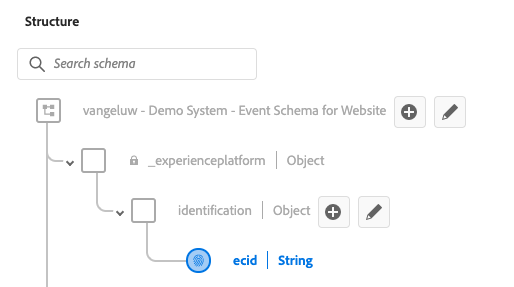 Structure
Search schema
vangeluw - Demo System - Event Schema for Website
_experienceplatform | Object
identification | Object
ecid | String